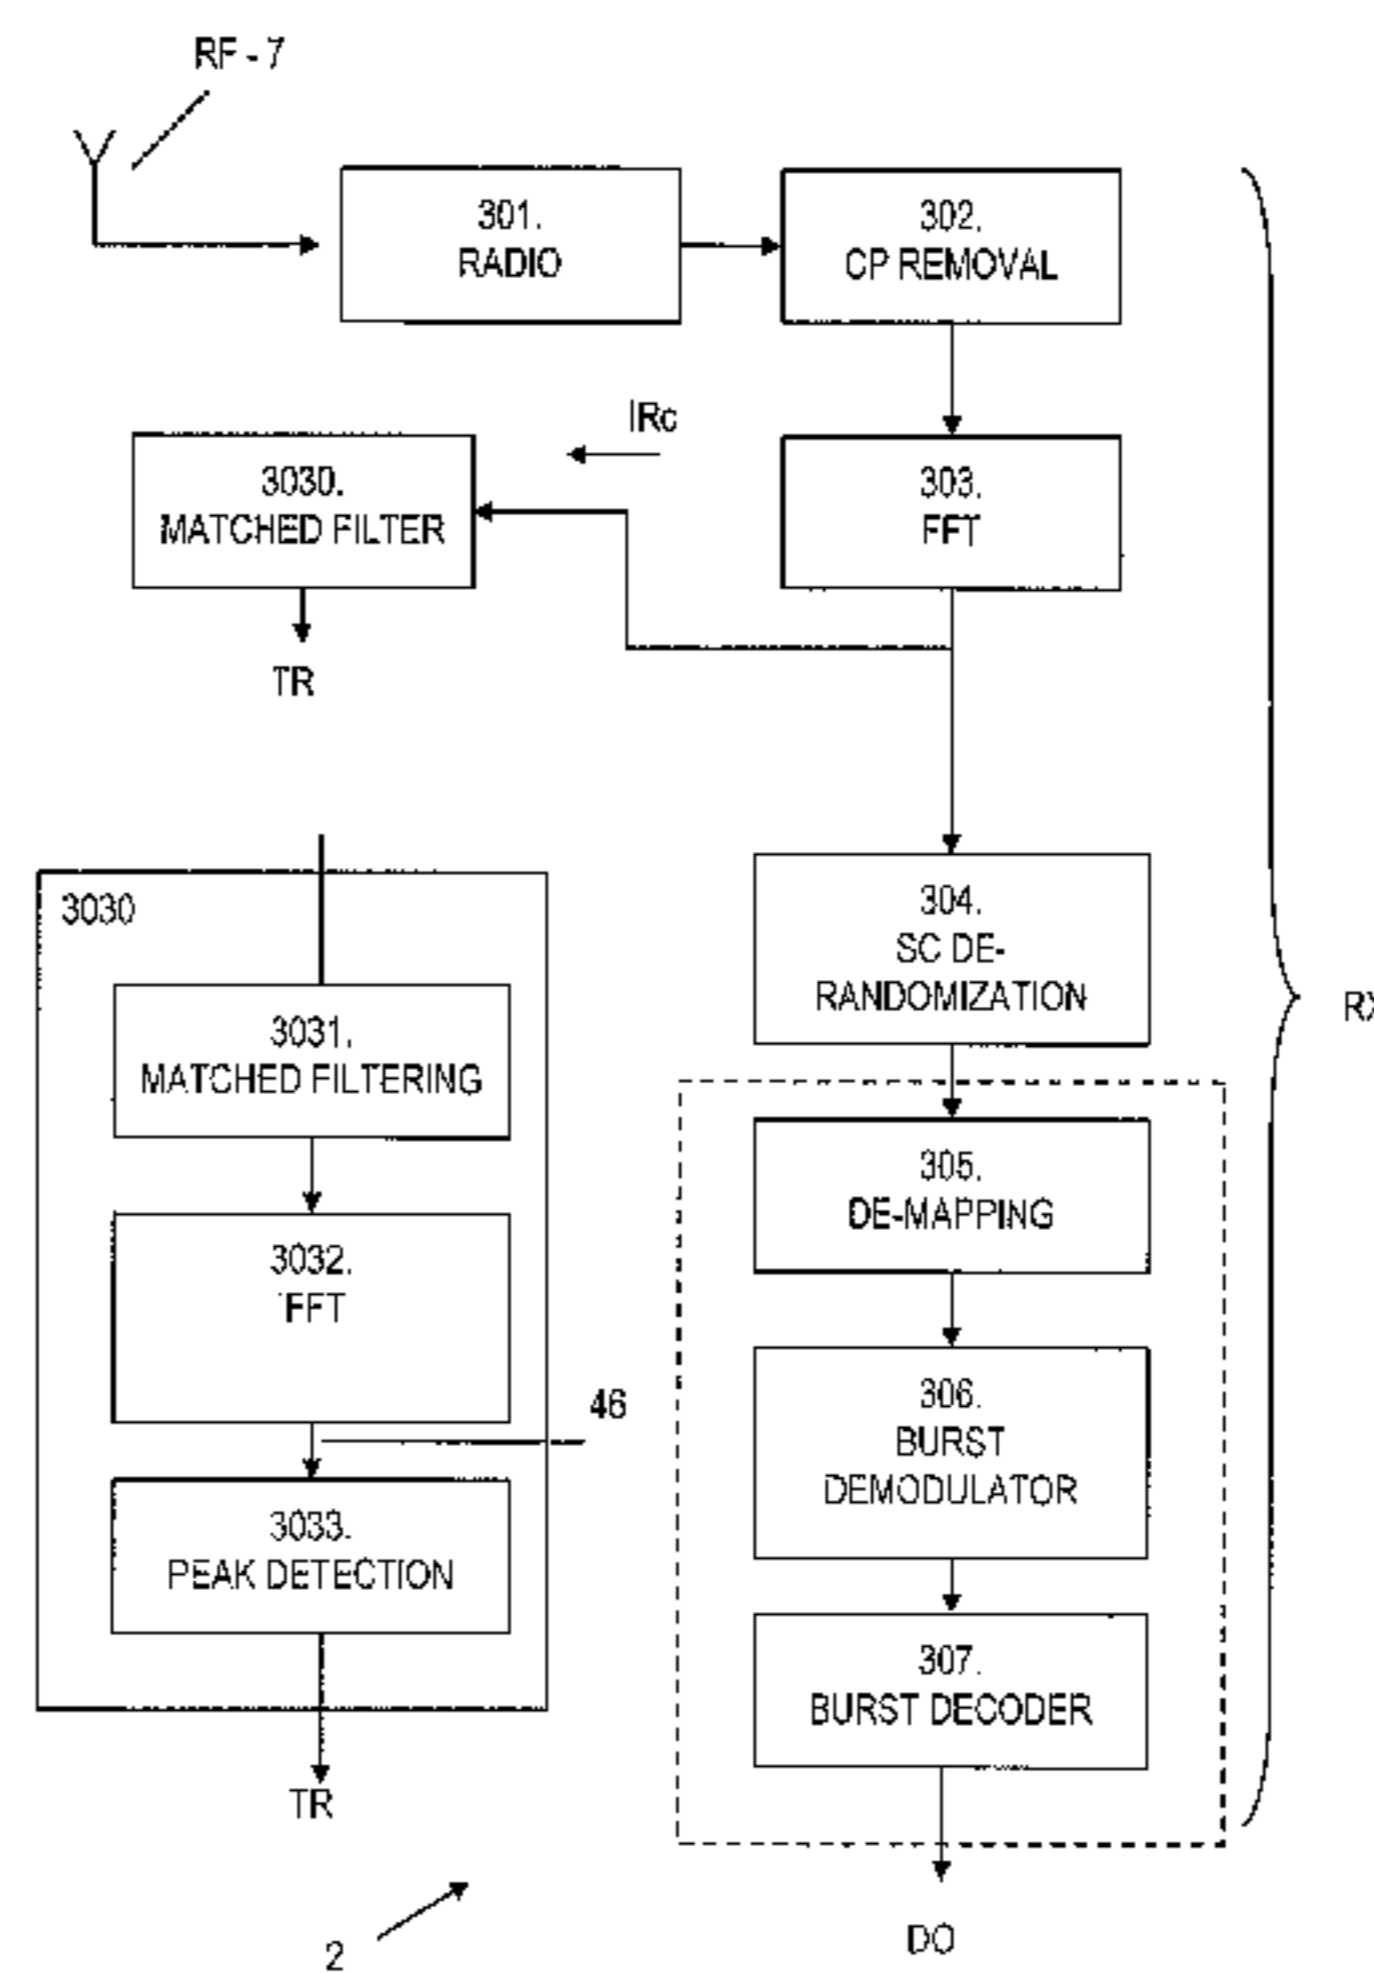 RF - 7
301.
RADIO
302.
CP REMOVAL
IRc
3030.
MATCHED FILTER
303.
FFT
TR
304.
SC DE-
RANDOMIZATION
RX
3030
3031.
MATCHED FILTERING
305.
DE-MAPPING
3032.
FFT
46
306.
BURST
DEMODULATOR
3033.
PEAK DETECTION
307.
BURST DECODER
TR
DO
2